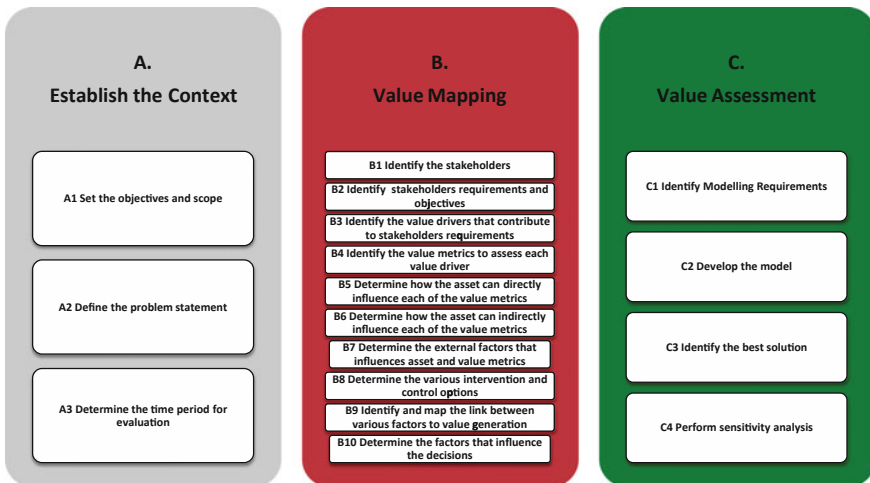 A.
Establish the Context
A1 Set the objectives and scope
A2 Define the problem statement
A3 Determine the time period for
evaluation
B.
Value Mapping
B1 Identify the stakeholders
B2 Identify stakeholders requirements and
objectives
B3 Identify the value drivers that contribute
to stakeholders requirements
B4 Identify the value metrics to assess each
value driver
B5 Determine how the asset can directly
influence each of the value metrics
B6 Determine how the asset can indirectly
influence each of the value metrics
B7 Determine the external factors that
influences asset and value metrics
B8 Determine the various intervention and
control options
B9 Identify and map the link between
various factors to value generation
B10 Determine the factors that influence
the decisions
C.
Value Assessment
C1 Identify Modelling Requirements
C2 Develop the model
C3 Identify the best solution
C4 Perform sensitivity analysis